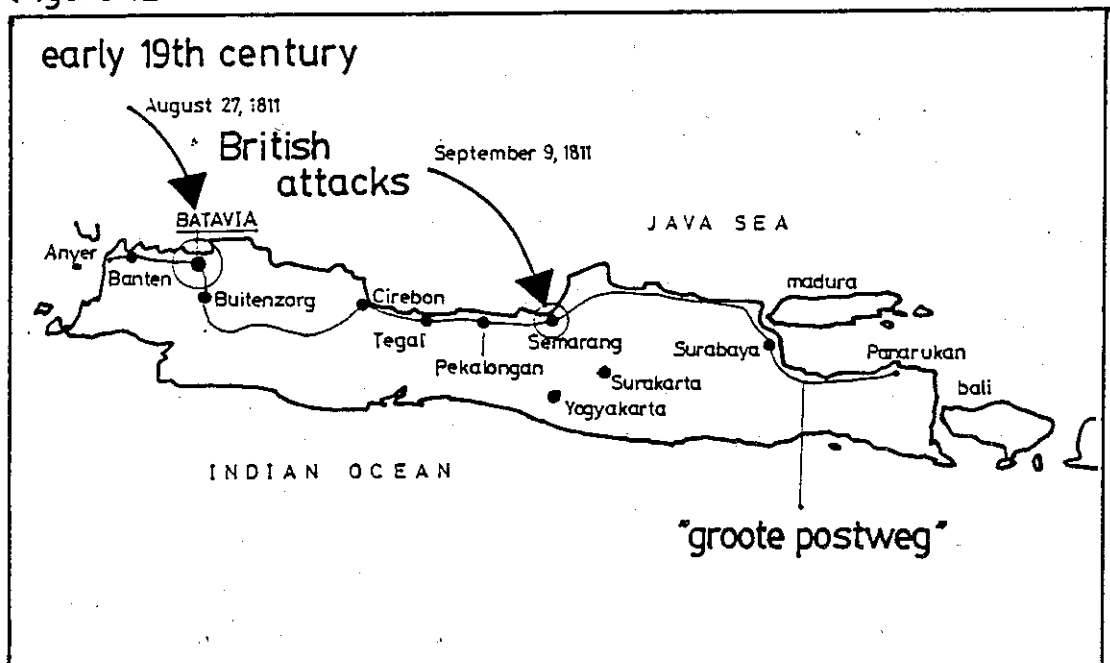 early 19th century
August 27, 1811
British
attacks
September 9, 1811
BATAVIA
JAVA SEA
Anyer
Banten
Buitenzorg
Cirebon
madura
Tegal
Semarang
Surabaya
Panarukan
Pekalongan
Surakarta
Yogyakarta
bali
INDIAN OCEAN
"groote postweg"